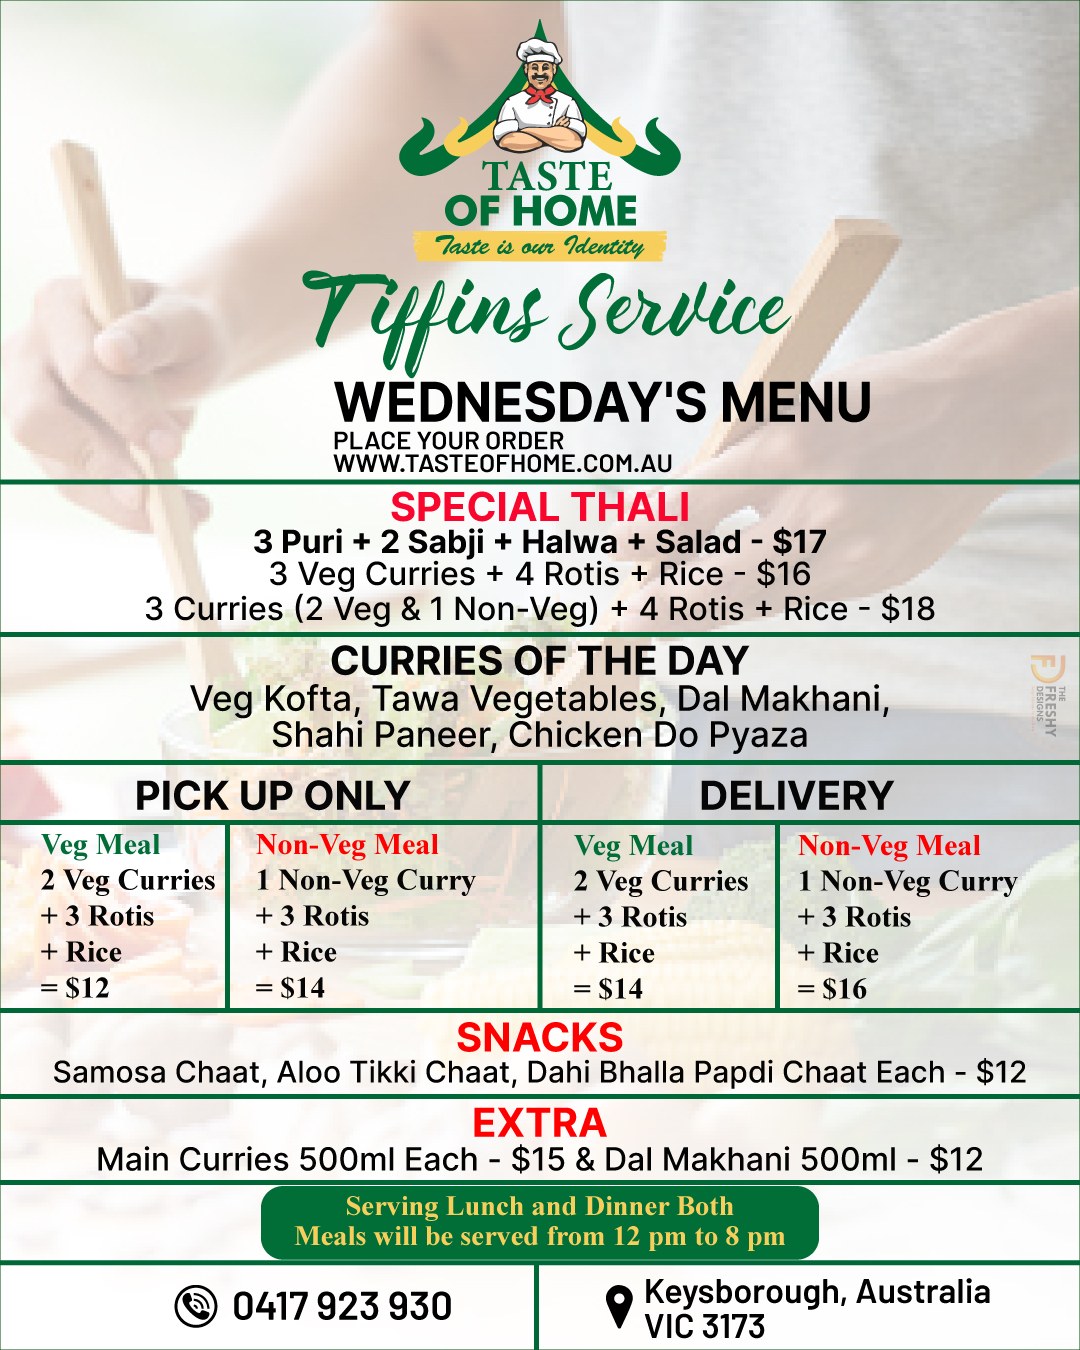 TASTE
OF HOME
Taste is our Identity
Tiffins Service
WEDNESDAY'S MENU
PLACE YOUR ORDER
WWW.TASTEOFHOME.COM.AU
SPECIAL THALI
3 Puri + 2 Sabji + Halwa + Salad - $17
3 Veg Curries + 4 Rotis + Rice - $16
3 Curries (2 Veg & 1 Non-Veg) + 4 Rotis + Rice - $18
CURRIES OF THE DAY
Veg Kofta, Tawa Vegetables, Dal Makhani,
Shahi Paneer, Chicken Do Pyaza
THE
FRESHY
DESIGNS
PICK UP ONLY
Veg Meal
2 Veg Curries
+ 3 Rotis
+ Rice
= $12
Non-Veg Meal
1 Non-Veg Curry
+ 3 Rotis
+ Rice
= $14
DELIVERY
Veg Meal
2 Veg Curries
+ 3 Rotis
+ Rice
= $14
Non-Veg Meal
1 Non-Veg Curry
+ 3 Rotis
+ Rice
= $16
SNACKS
Samosa Chaat, Aloo Tikki Chaat, Dahi Bhalla Papdi Chaat Each - $12
EXTRA
Main Curries 500ml Each - $15 & Dal Makhani 500ml - $12
Serving Lunch and Dinner Both
Meals will be served from 12 pm to 8 pm
0417 923 930
Keysborough, Australia
VIC 3173